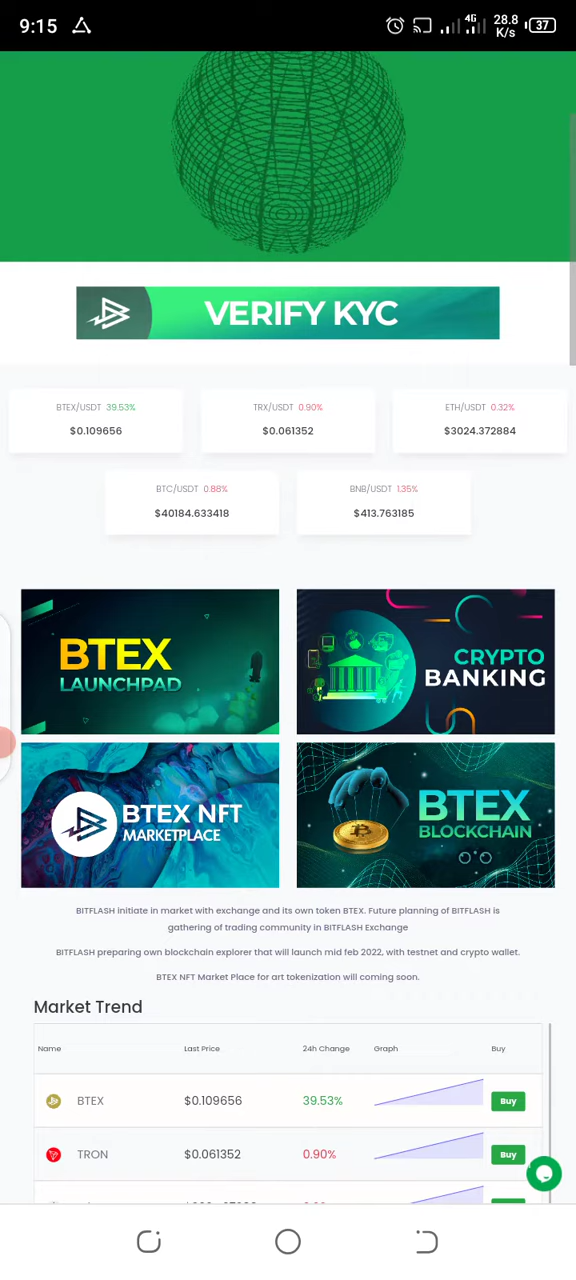 9:15
4G
28.8
K/s
37
VERIFY KYC
BTEX/USDT 39.53%
$0.109656
TRX/USDT 0.90%
$0.061352
ETH/USDT 0.32%
$3024.372884
BTC/USDT 0.88%
$40184.633418
BNB/USDT 1.35%
$413.763185
BTEX
LAUNCHPAD
CRYPTO
BANKING
BTEX NFT
MARKETPLACE
BTEX
BLOCKCHAIN
BITFLASH initiate in market with exchange and its own token BTEX. Future planning of BITFLASH is
gathering of trading community in BITFLASH Exchange
BITFLASH preparing own blockchain explorer that will launch mid feb 2022, with testnet and crypto wallet.
BTEX NFT Market Place for art tokenization will coming soon.
Market Trend
Name Last Price 24h Change Graph Buy
BTEX $0.109656 39.53% Buy
TRON $0.061352 0.90% Buy